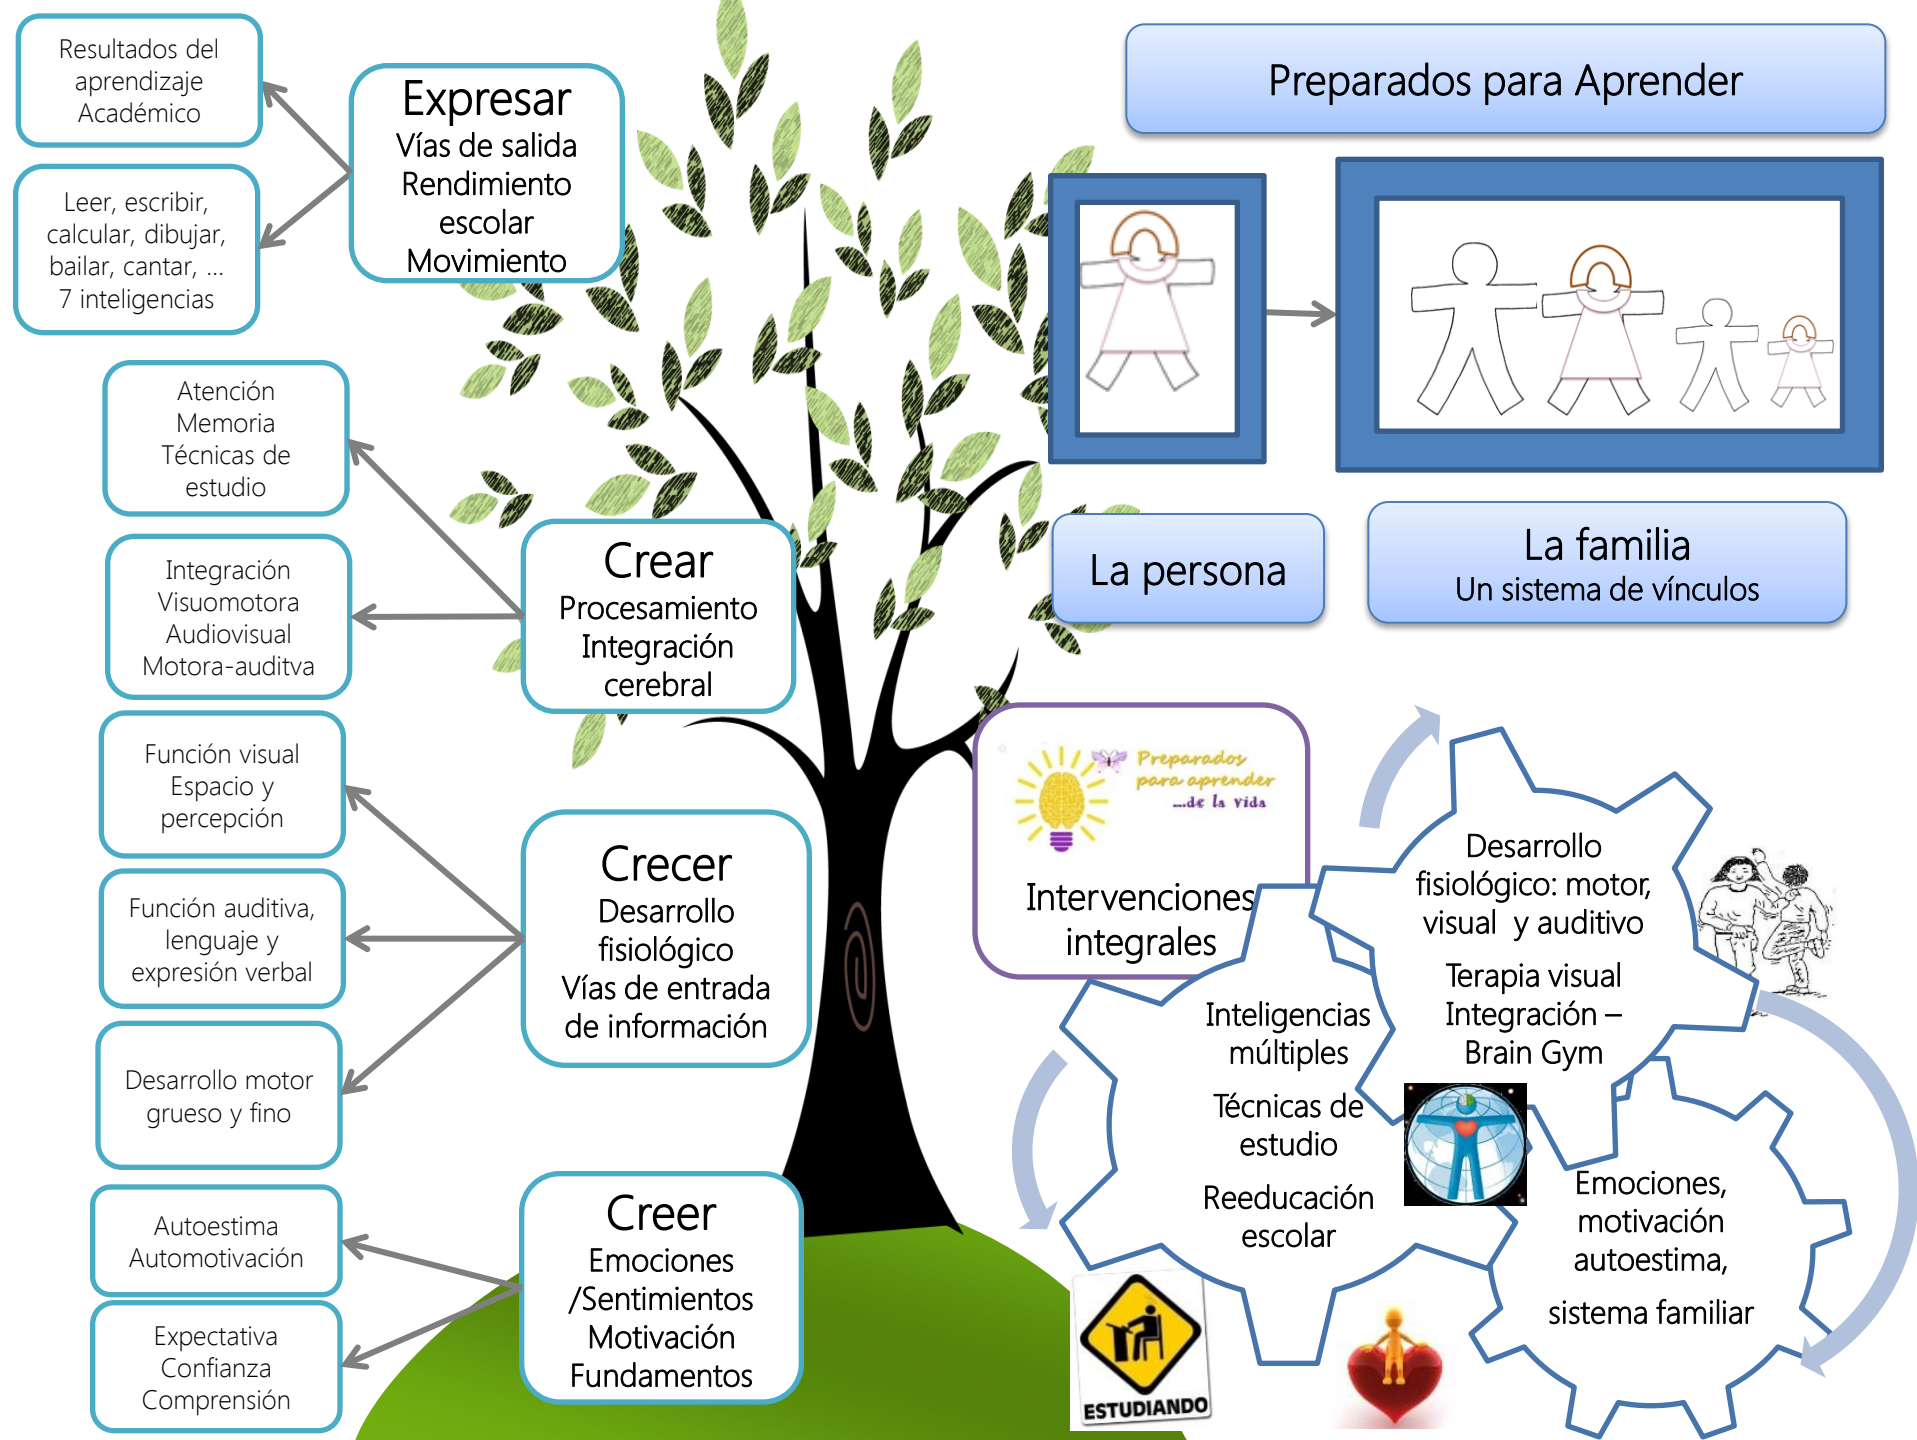 Resultados del
aprendizaje
Académico
Leer, escribir,
calcular, dibujar,
bailar, cantar, ...
7 inteligencias
Expresar
Vías de salida
Rendimiento
escolar
Movimiento
Atención
Memoria
Técnicas de
estudio
Integración
Visuomotora
Audiovisual
Motora-auditva
Crear
Procesamiento
Integración
cerebral
Función visual
Espacio y
percepción
Función auditiva,
lenguaje y
expresión verbal
Desarrollo motor
grueso y fino
Crecer
Desarrollo
fisiológico
Vías de entrada
de información
Autoestima
Automotivación
Expectativa
Confianza
Comprensión
Creer
Emociones
/Sentimientos
Motivación
Fundamentos
Preparados para Aprender
La persona
La familia
Un sistema de vínculos
Preparados
para aprender
...de la vida
Intervenciones
integrales
Desarrollo
fisiológico: motor,
visual y auditivo
Terapia visual
Integración –
Brain Gym
Inteligencias
múltiples
Técnicas de
estudio
Reeducación
escolar
Emociones,
motivación
autoestima,
sistema familiar
ESTUDIANDO